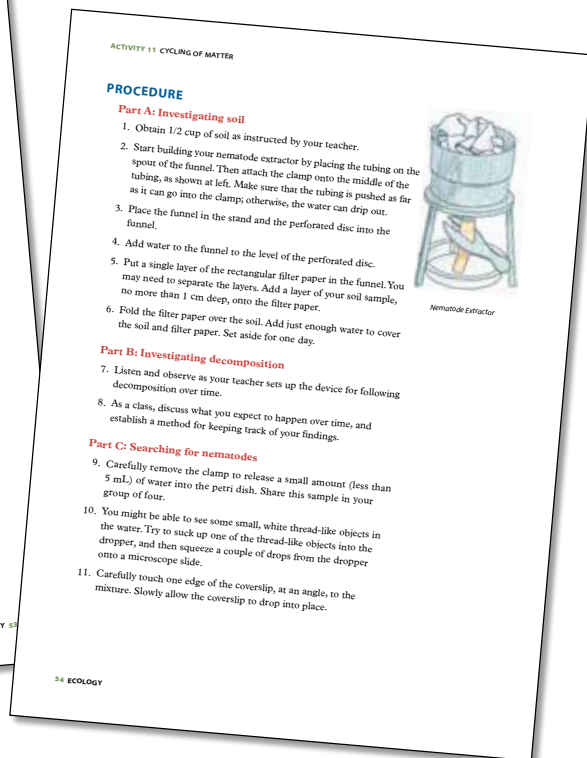 ACTIVITY 11 CYCLING OF MATTER
PROCEDURE
Part A: Investigating soil
1. Obtain 1/2 cup of soil as instructed by your teacher.
2. Start building your nematode extractor by placing the tubing on the
spout of the funnel. Then attach the clamp onto the middle of the
tubing, as shown at left. Make sure that the tubing is pushed as far
as it can go into the clamp; otherwise, the water can drip out.
3. Place the funnel in the stand and the perforated disc into the
funnel.
4. Add water to the funnel to the level of the perforated disc.
5. Put a single layer of the rectangular filter paper in the funnel. You
may need to separate the layers. Add a layer of your soil sample,
no more than 1 cm deep, onto the filter paper.
Nematode Extractor
6. Fold the filter paper over the soil. Add just enough water to cover
the soil and filter paper. Set aside for one day.
Part B: Investigating decomposition
7. Listen and observe as your teacher sets up the device for following
decomposition over time.
8. As a class, discuss what you expect to happen over time, and
establish a method for keeping track of your findings.
Part C: Searching for nematodes
9. Carefully remove the clamp to release a small amount (less than
5 mL) of water into the petri dish. Share this sample in your
group of four.
10. You might be able to see some small, white thread-like objects in
the water. Try to suck up one of the thread-like objects into the
dropper, and then squeeze a couple of drops from the dropper
onto a microscope slide.
11. Carefully touch one edge of the coverslip, at an angle, to the
mixture. Slowly allow the coverslip to drop into place.
Y 53
54 ECOLOGY